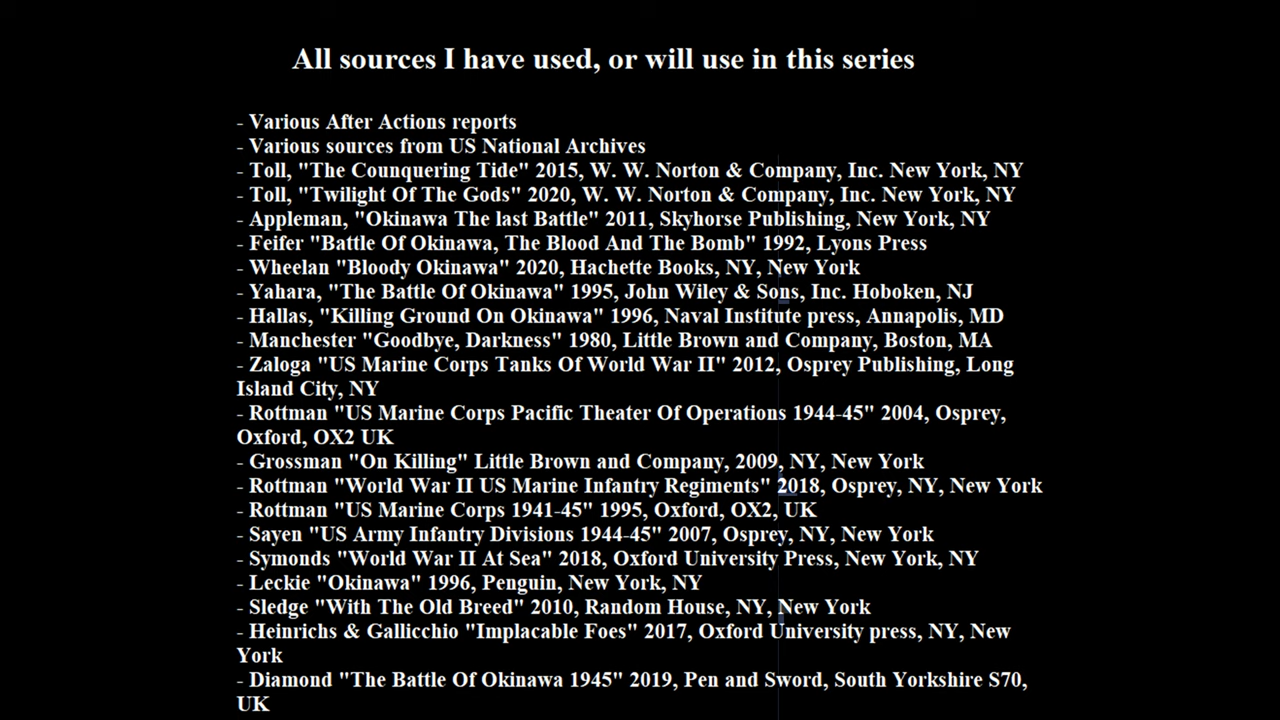 All sources I have used, or will use in this series
- Various After Actions reports
- Various sources from US National Archives
- Toll, "The Counquering Tide" 2015, W. W. Norton & Company, Inc. New York, NY
- Toll, "Twilight Of The Gods" 2020, W. W. Norton & Company, Inc. New York, NY
- Appleman, "Okinawa The last Battle" 2011, Skyhorse Publishing, New York, NY
- Feifer "Battle Of Okinawa, The Blood And The Bomb" 1992, Lyons Press
- Wheelan "Bloody Okinawa" 2020, Hachette Books, NY, New York
- Yahara, "The Battle Of Okinawa" 1995, John Wiley & Sons, Inc. Hoboken, NJ
- Hallas, "Killing Ground On Okinawa" 1996, Naval Institute press, Annapolis, MD
- Manchester "Goodbye, Darkness" 1980, Little Brown and Company, Boston, MA
- Zaloga "US Marine Corps Tanks Of World War II" 2012, Osprey Publishing, Long
Island City, NY
- Rottman "US Marine Corps Pacific Theater Of Operations 1944-45" 2004, Osprey,
Oxford, OX2 UK
- Grossman "On Killing" Little Brown and Company, 2009, NY, New York
- Rottman "World War II US Marine Infantry Regiments" 2018, Osprey, NY, New York
- Rottman "US Marine Corps 1941-45" 1995, Oxford, OX2, UK
- Sayen "US Army Infantry Divisions 1944-45" 2007, Osprey, NY, New York
- Symonds "World War II At Sea" 2018, Oxford University Press, New York, NY
- Leckie "Okinawa" 1996, Penguin, New York, NY
- Sledge "With The Old Breed" 2010, Random House, NY, New York
- Heinrichs & Gallicchio "Implacable Foes" 2017, Oxford University press, NY, New
York
- Diamond "The Battle Of Okinawa 1945" 2019, Pen and Sword, South Yorkshire S70,
UK